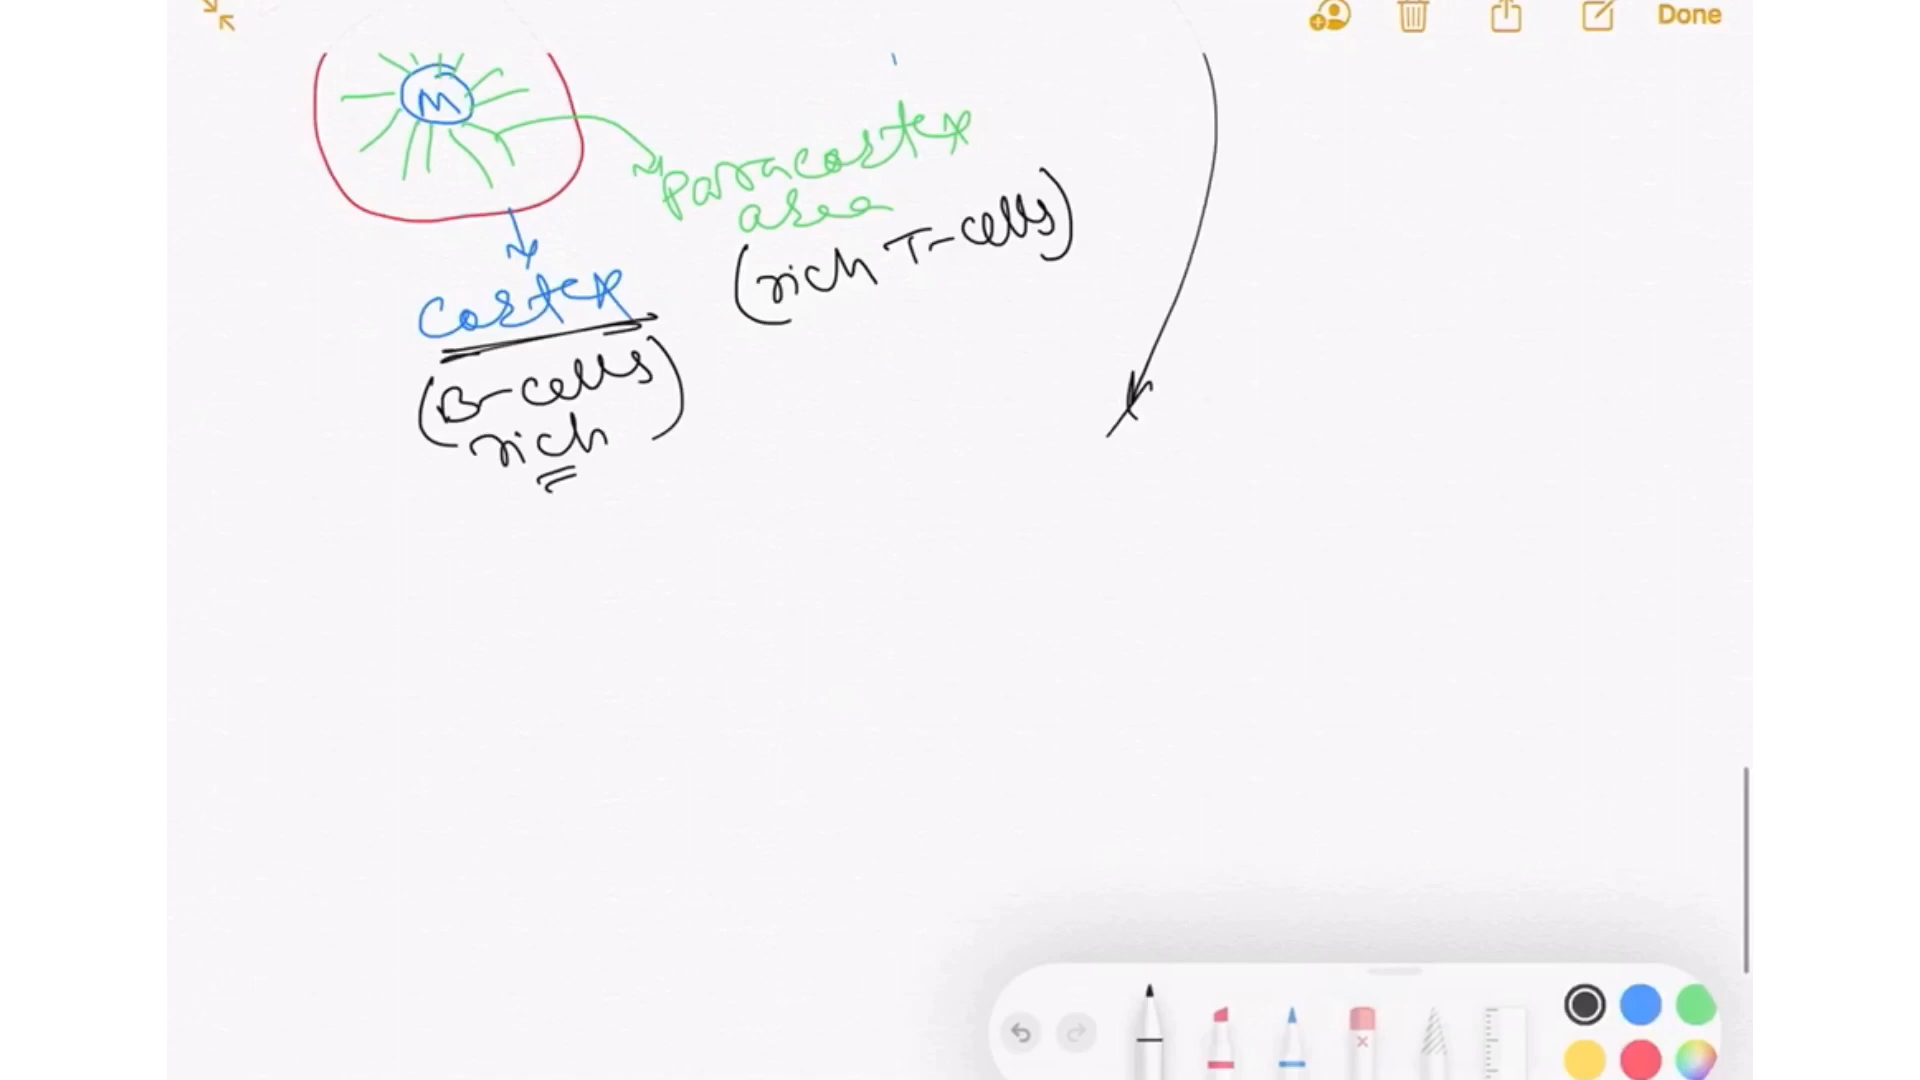 Done
M
Paracortex
area
(rich T-cells)
Cortex
(B-cells
rich)